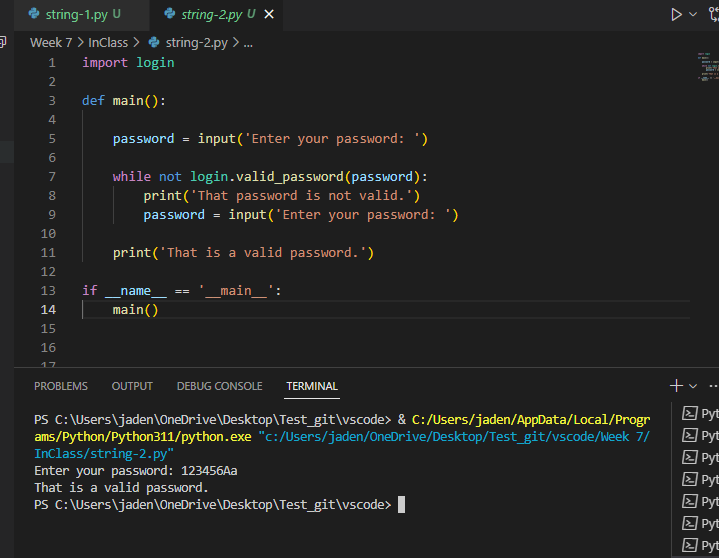 string-1.py U
string-2.py U ×
Week 7 > InClass > string-2.py > ...
1 import login
2
3 def main():
4
5 password = input('Enter your password: ')
6
7 while not login.valid_password(password):
8 print('That password is not valid.')
9 password = input('Enter your password: ')
10
11 print('That is a valid password.')
12
13 if __name__ == '__main__':
14 main()
15
16
17
PROBLEMS OUTPUT DEBUG CONSOLE TERMINAL
PS C:\Users\jaden\OneDrive\Desktop\Test_git\vscode> & C:/Users/jaden/AppData/Local/Progr
ams/Python/Python311/python.exe "c:/Users/jaden/OneDrive/Desktop/Test_git/vscode/Week 7/
InClass/string-2.py"
Enter your password: 123456Aa
That is a valid password.
PS C:\Users\jaden\OneDrive\Desktop\Test_git\vscode>
Pyt
Pyt
Pyt
Pyt
Pyt
Pyt
Pyt